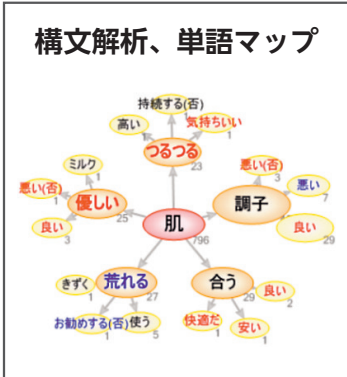 構文解析、単語マップ
持続する(否)
1
高い
1
気持ちいい
1
つるつる
23
ミルク
1
悪い(否)
1
優しい
25
良い
3
悪い(否)
3
悪い
7
調子
良い
29
肌
796
きずく
1
荒れる
27
お勧めする(否)
1
使う
5
合う
29
良い
2
快適だ
1
安い
1